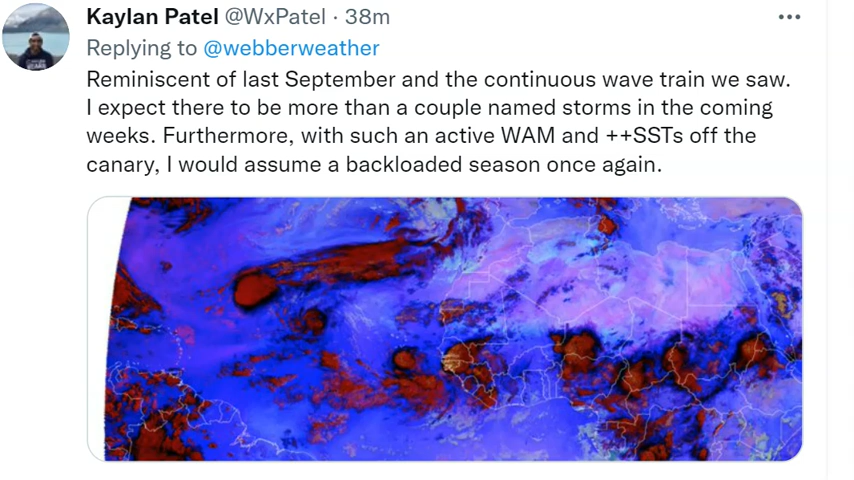 Kaylan Patel @WxPatel · 38m
Replying to @webberweather
Reminiscent of last September and the continuous wave train we saw.
I expect there to be more than a couple named storms in the coming
weeks. Furthermore, with such an active WAM and ++SSTs off the
canary, I would assume a backloaded season once again.